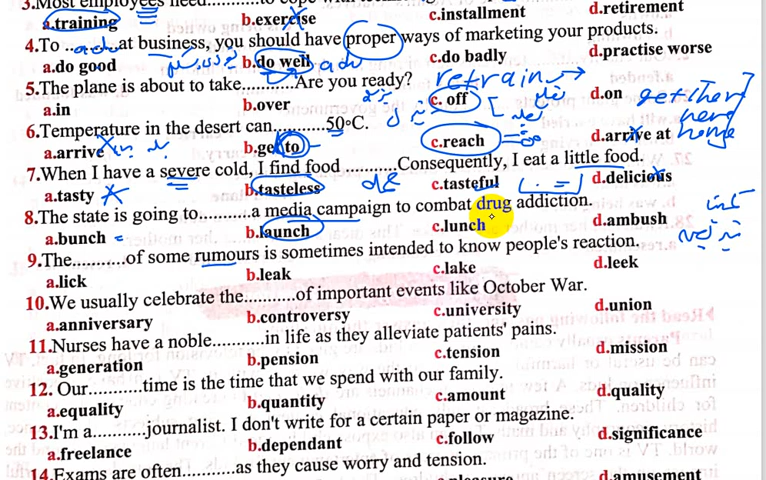 3.Most employees need
a.training b.exercise c.installment d.retirement
4.To .. adv at business, you should have proper ways of marketing your products.
a.do good b.do well adv c.do badly d.practise worse
5.The plane is about to take..........Are you ready? refrain
a.in b.over c. off d.on get there
6.Temperature in the desert can..........50°C. here
a.arrive b.get to c.reach d.arrive at home
7.When I have a severe cold, I find food ..........Consequently, I eat a little food.
a.tasty b.tasteless c.tasteful d.delicious
8.The state is going to..........a media campaign to combat drug addiction.
a.bunch b.launch c.lunch d.ambush
9.The..........of some rumours is sometimes intended to know people's reaction.
a.lick b.leak c.lake d.leek
10.We usually celebrate the..........of important events like October War.
a.anniversary b.controversy c.university d.union
11.Nurses have a noble..........in life as they alleviate patients' pains.
a.generation b.pension c.tension d.mission
12. Our..........time is the time that we spend with our family.
a.equality b.quantity c.amount d.quality
13.I'm a..........journalist. I don't write for a certain paper or magazine.
a.freelance b.dependant c.follow d.significance
14.Exams are often..........as they cause worry and tension.
d.amusement